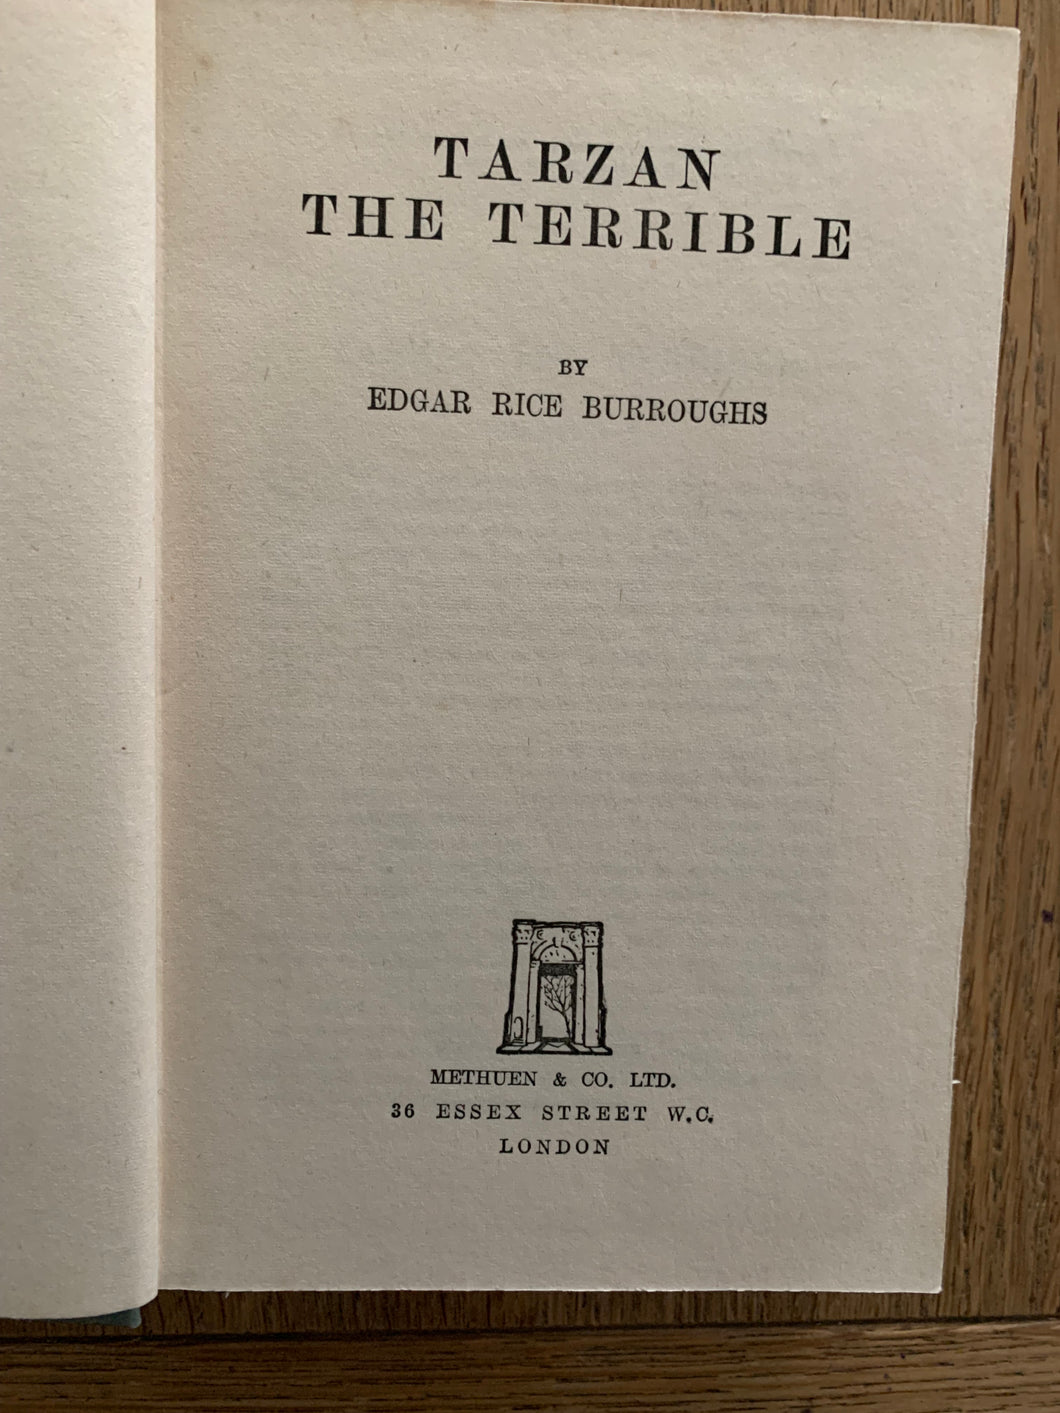 TARZAN
THE TERRIBLE
BY
EDGAR RICE BURROUGHS
METHUEN & CO. LTD.
36 ESSEX STREET W.C.
LONDON